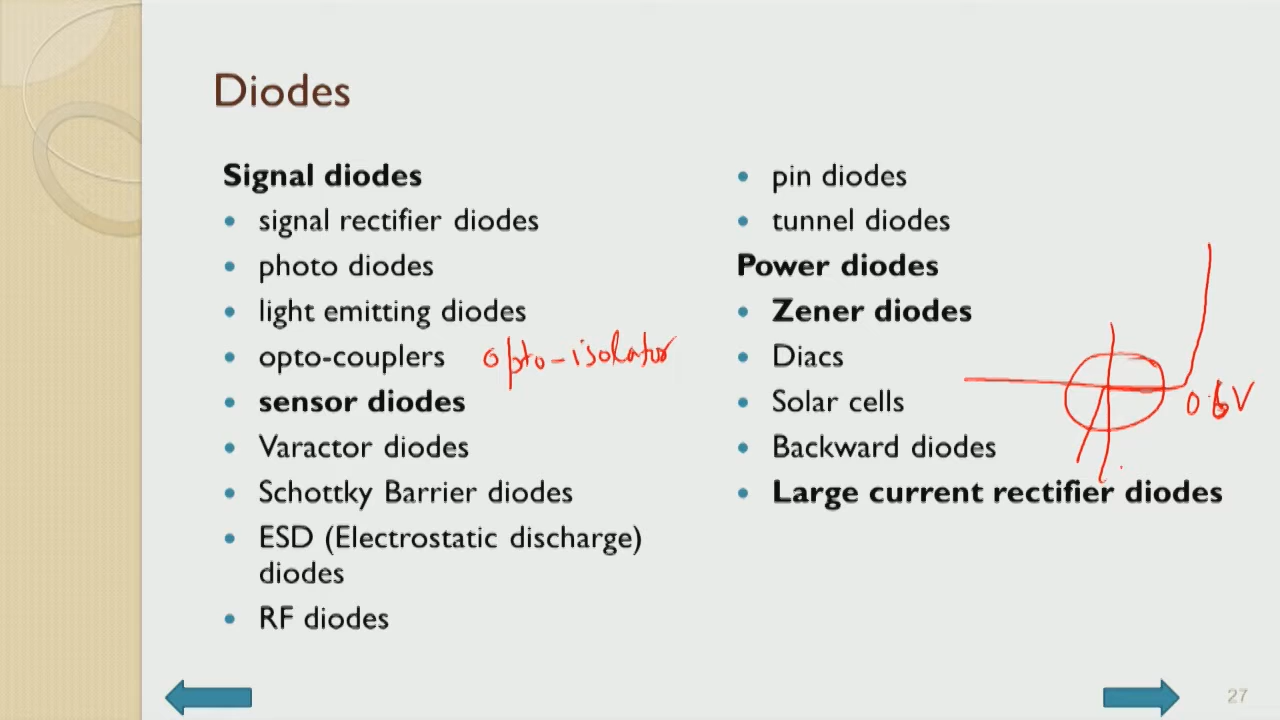 Diodes
Signal diodes
• signal rectifier diodes
• photo diodes
• light emitting diodes
• opto-couplers opto-isolator
• sensor diodes
• Varactor diodes
• Schottky Barrier diodes
• ESD (Electrostatic discharge)
diodes
• RF diodes
• pin diodes
• tunnel diodes
Power diodes
• Zener diodes
• Diacs
• Solar cells
• Backward diodes
• Large current rectifier diodes
0.6V
27